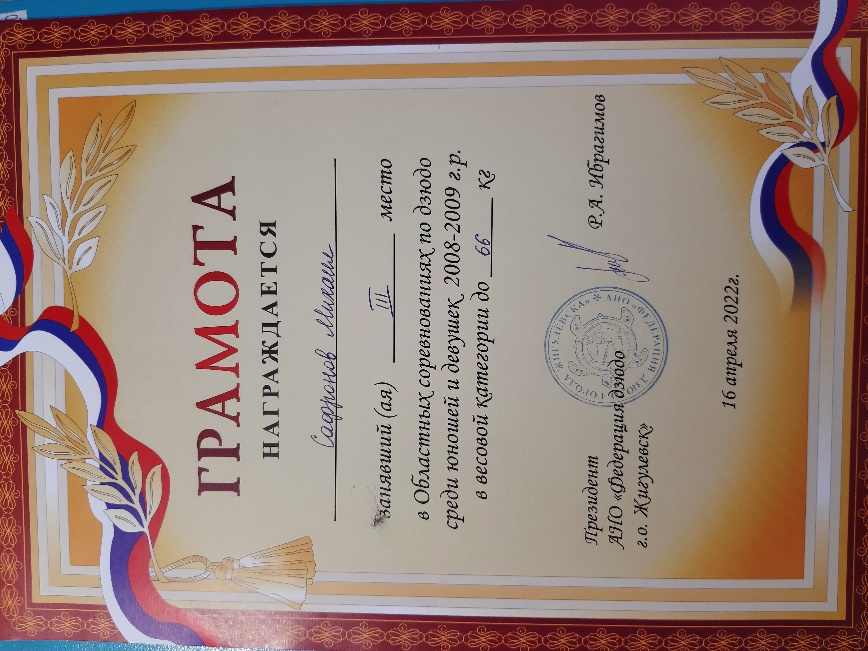 ГРАМОТА
НАГРАЖДАЕТСЯ
Сафронов Михаил
занявший (ая) III место
в Областных соревнованиях по дзюдо
среди юношей и девушек 2008-2009 г.р.
в весовой категории до 66 кг
Президент
АНО «Федерация дзюдо
г.о. Жигулевск»
Р.А. Ибрагимов
* АНО «ФЕДЕРАЦИЯ ДЗЮДО ГОРОДА ЖИГУЛЕВСКА»
16 апреля 2022г.